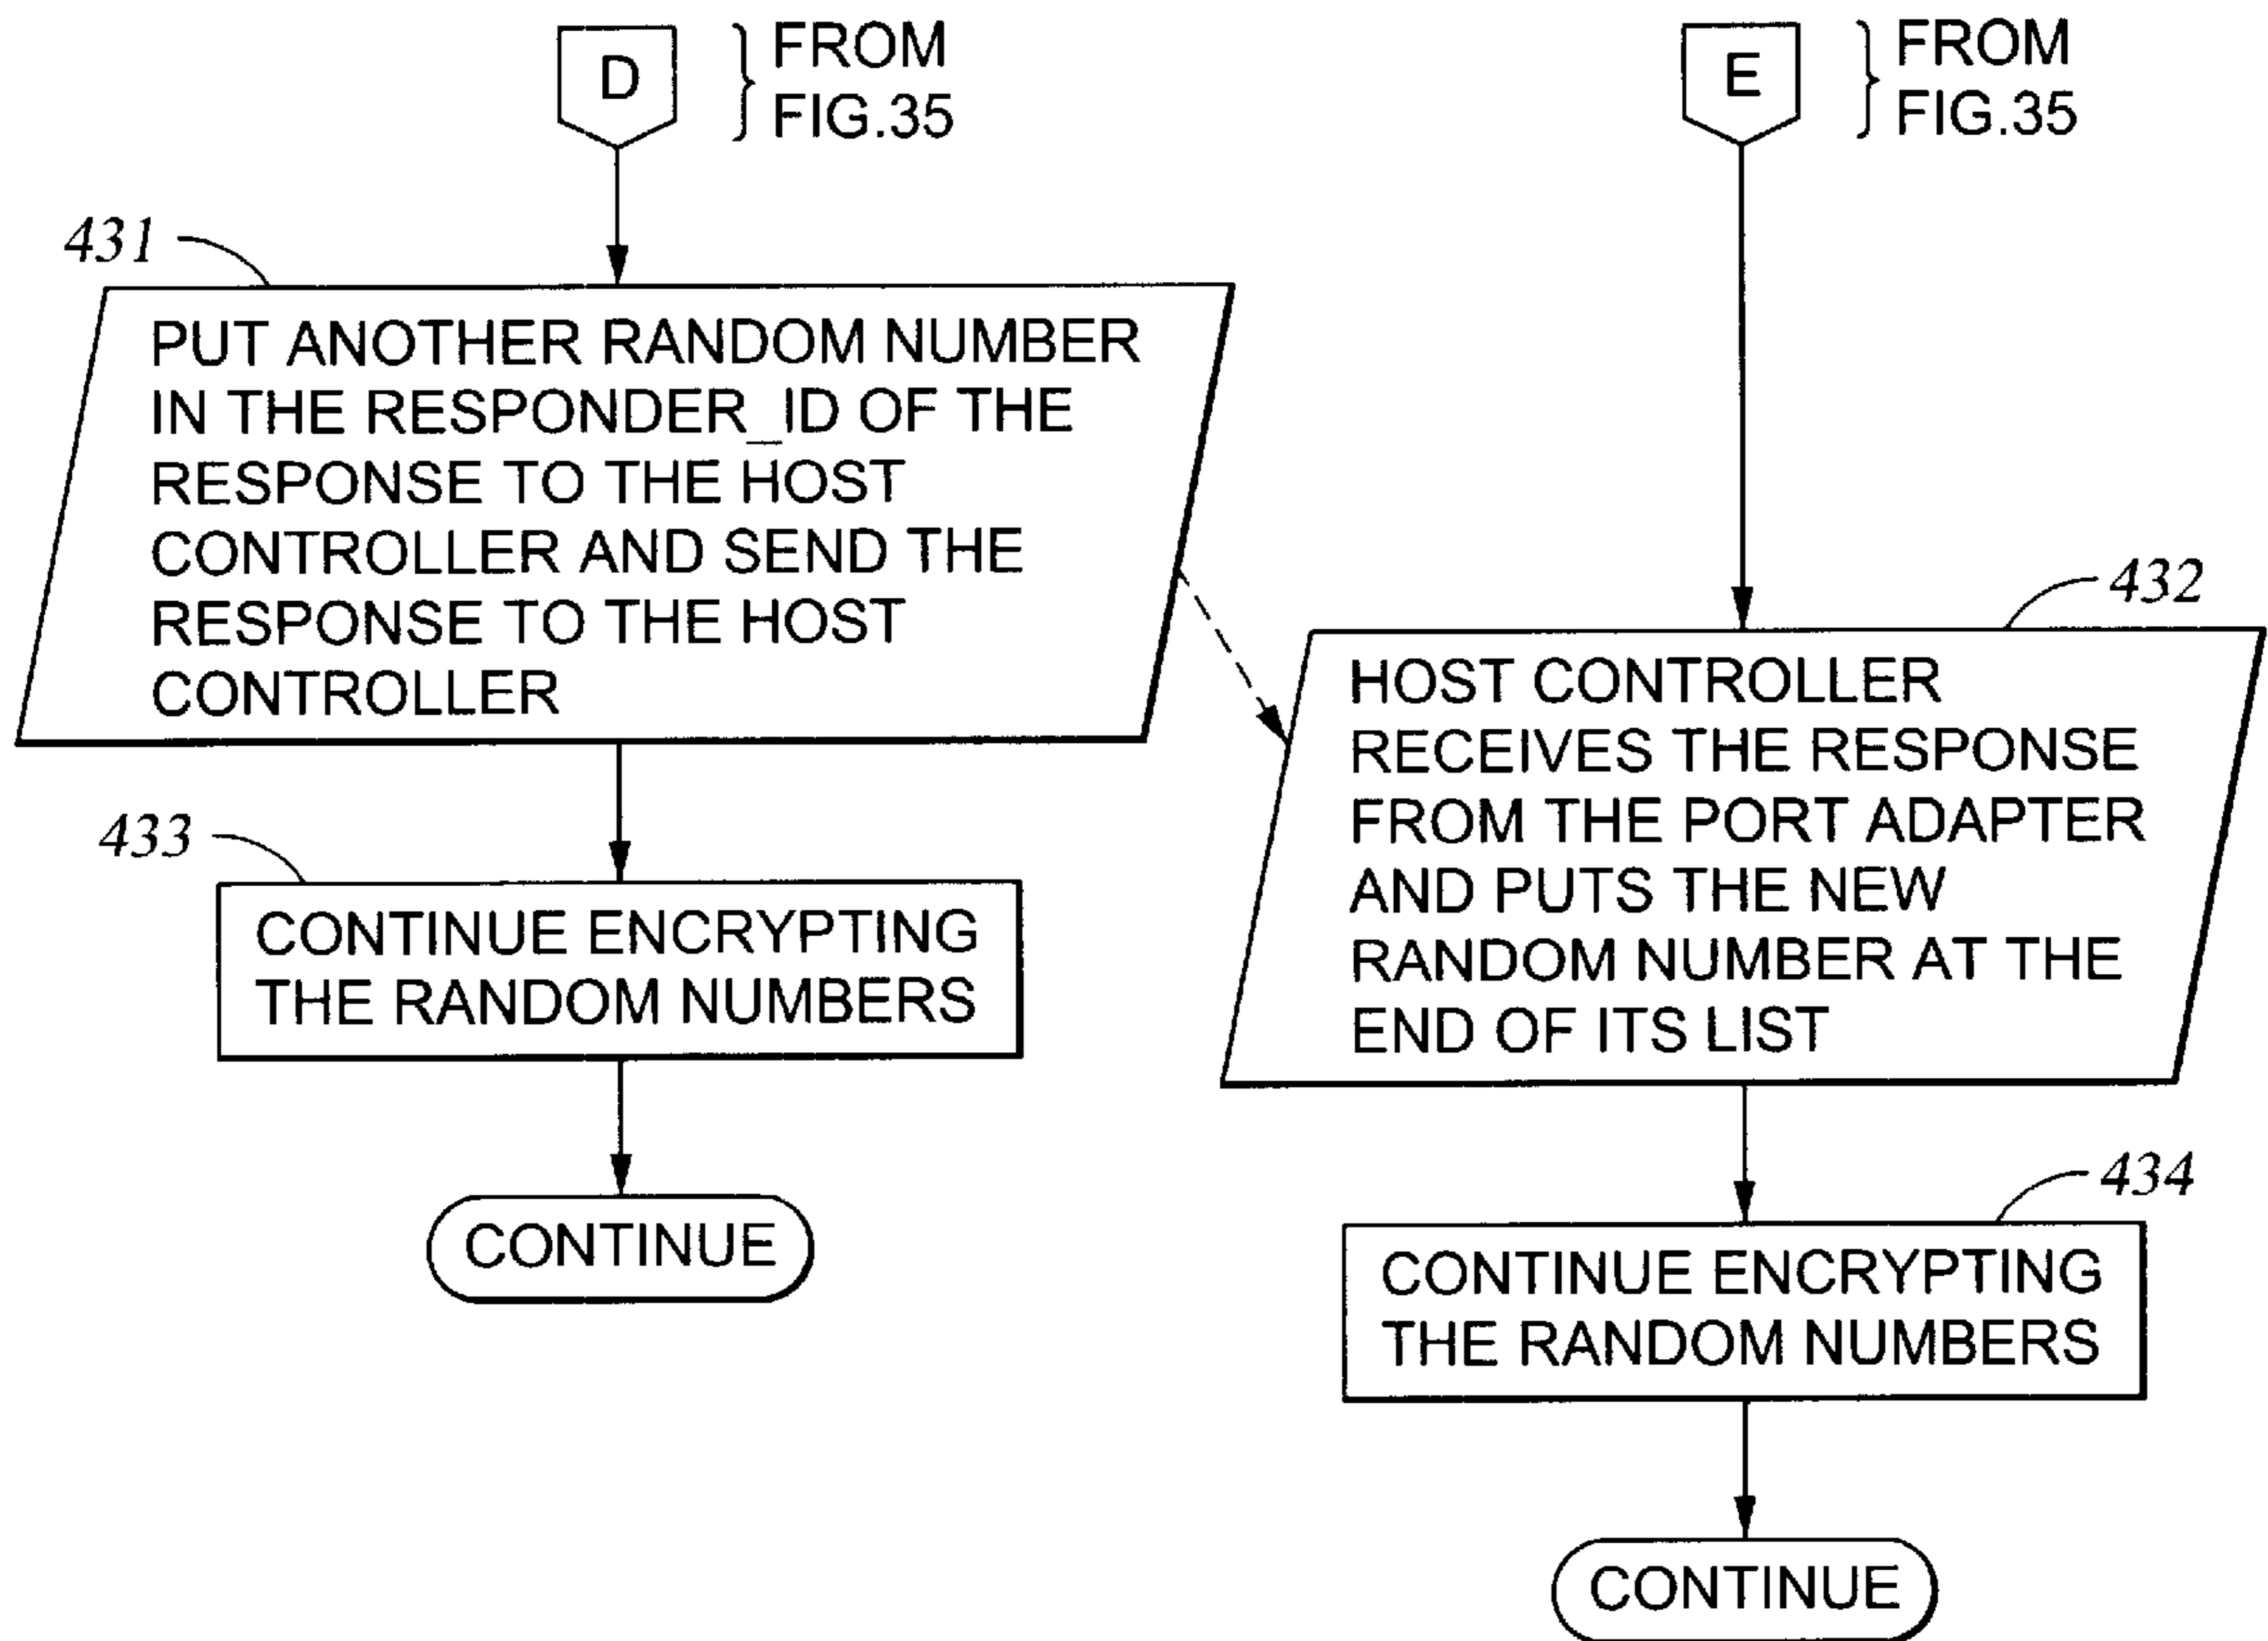 D
FROM
FIG.35
E
FROM
FIG.35
431
PUT ANOTHER RANDOM NUMBER
IN THE RESPONDER_ID OF THE
RESPONSE TO THE HOST
CONTROLLER AND SEND THE
RESPONSE TO THE HOST
CONTROLLER
432
HOST CONTROLLER
RECEIVES THE RESPONSE
FROM THE PORT ADAPTER
AND PUTS THE NEW
RANDOM NUMBER AT THE
END OF ITS LIST
433
CONTINUE ENCRYPTING
THE RANDOM NUMBERS
CONTINUE
434
CONTINUE ENCRYPTING
THE RANDOM NUMBERS
CONTINUE